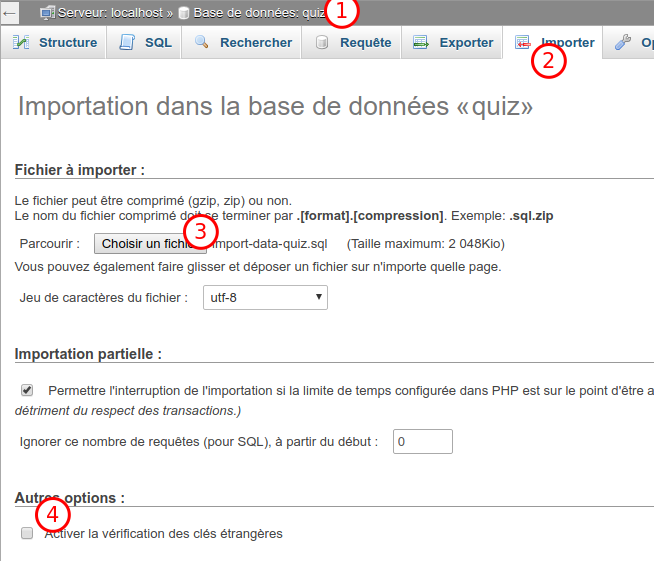 ← Serveur: localhost » Base de données: quiz 1
Structure SQL Rechercher Requête Exporter Importer
2
Importation dans la base de données «quiz»
Fichier à importer :
Le fichier peut être comprimé (gzip, zip) ou non.
Le nom du fichier comprimé doit se terminer par .[format].[compression]. Exemple: .sql.zip
3
Parcourir : Choisir un fichier import-data-quiz.sql (Taille maximum: 2 048Kio)
Vous pouvez également faire glisser et déposer un fichier sur n'importe quelle page.
Jeu de caractères du fichier : utf-8
Importation partielle :
Permettre l'interruption de l'importation si la limite de temps configurée dans PHP est sur le point d'être a
détriment du respect des transactions.)
Ignorer ce nombre de requêtes (pour SQL), à partir du début : 0
Autres options :
4
Activer la vérification des clés étrangères